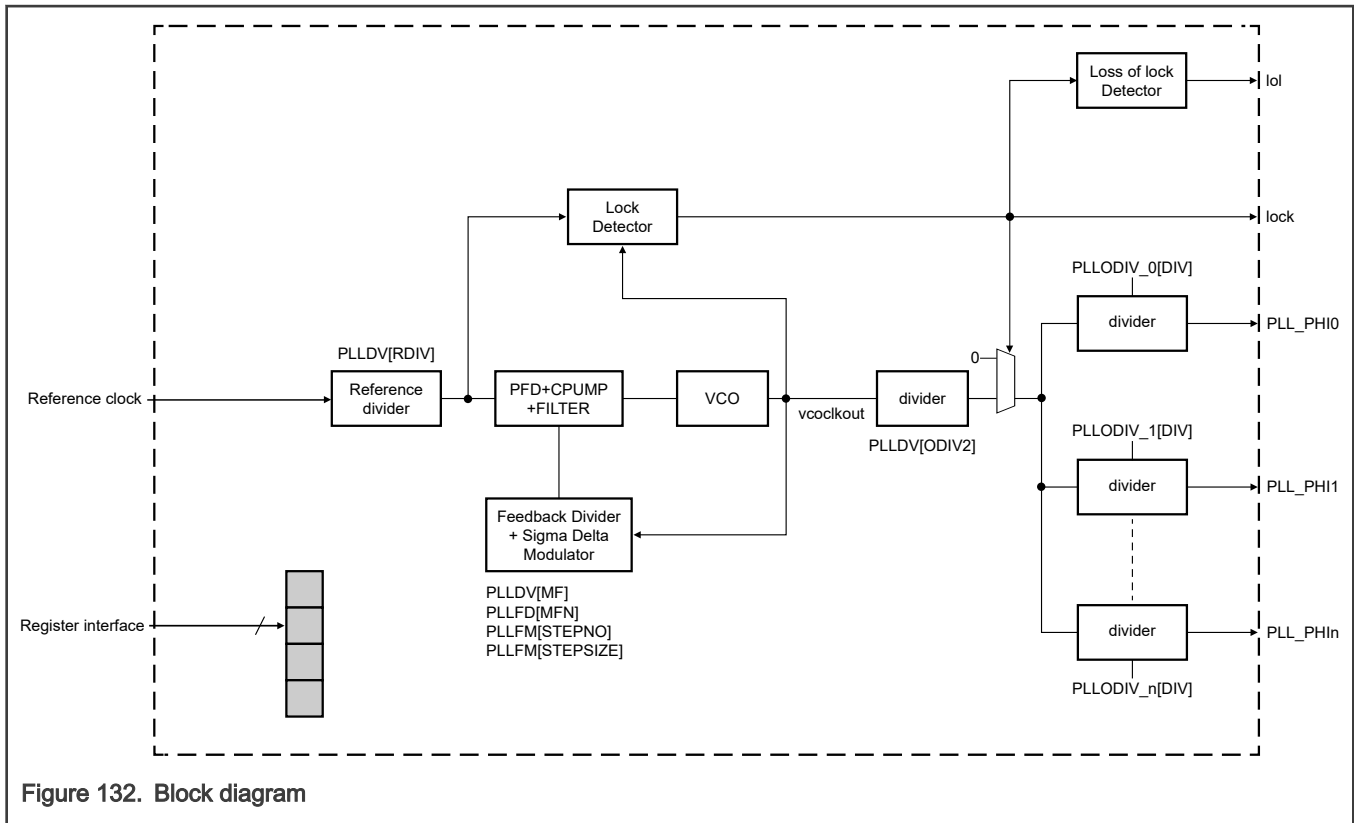 Loss of lock
Detector
lol
Lock
Detector
lock
PLLODIV_0[DIV]
divider
PLL_PHI0
PLLDV[RDIV]
0
Reference clock
Reference
divider
PFD+CPUMP
+FILTER
VCO
vcoclkout
divider
PLLDV[ODIV2]
PLLODIV_1[DIV]
divider
PLL_PHI1
Feedback Divider
+ Sigma Delta
Modulator
PLLDV[MF]
PLLFD[MFN]
PLLFM[STEPNO]
PLLFM[STEPSIZE]
Register interface
divider
PLL_PHIn
PLLODIV_n[DIV]
Figure 132. Block diagram